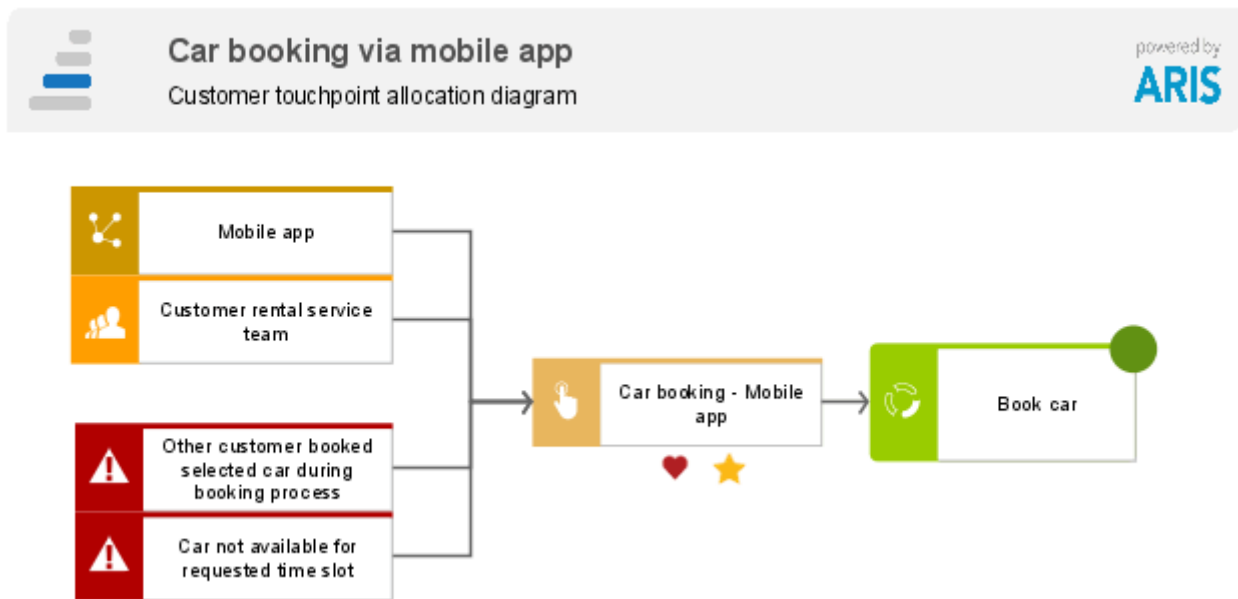 Car booking via mobile app
powered by
ARIS
Customer touchpoint allocation diagram
Mobile app
Customer rental service
team
Other customer booked
selected car during
booking process
Car not available for
requested time slot
Car booking - Mobile
app
Book car